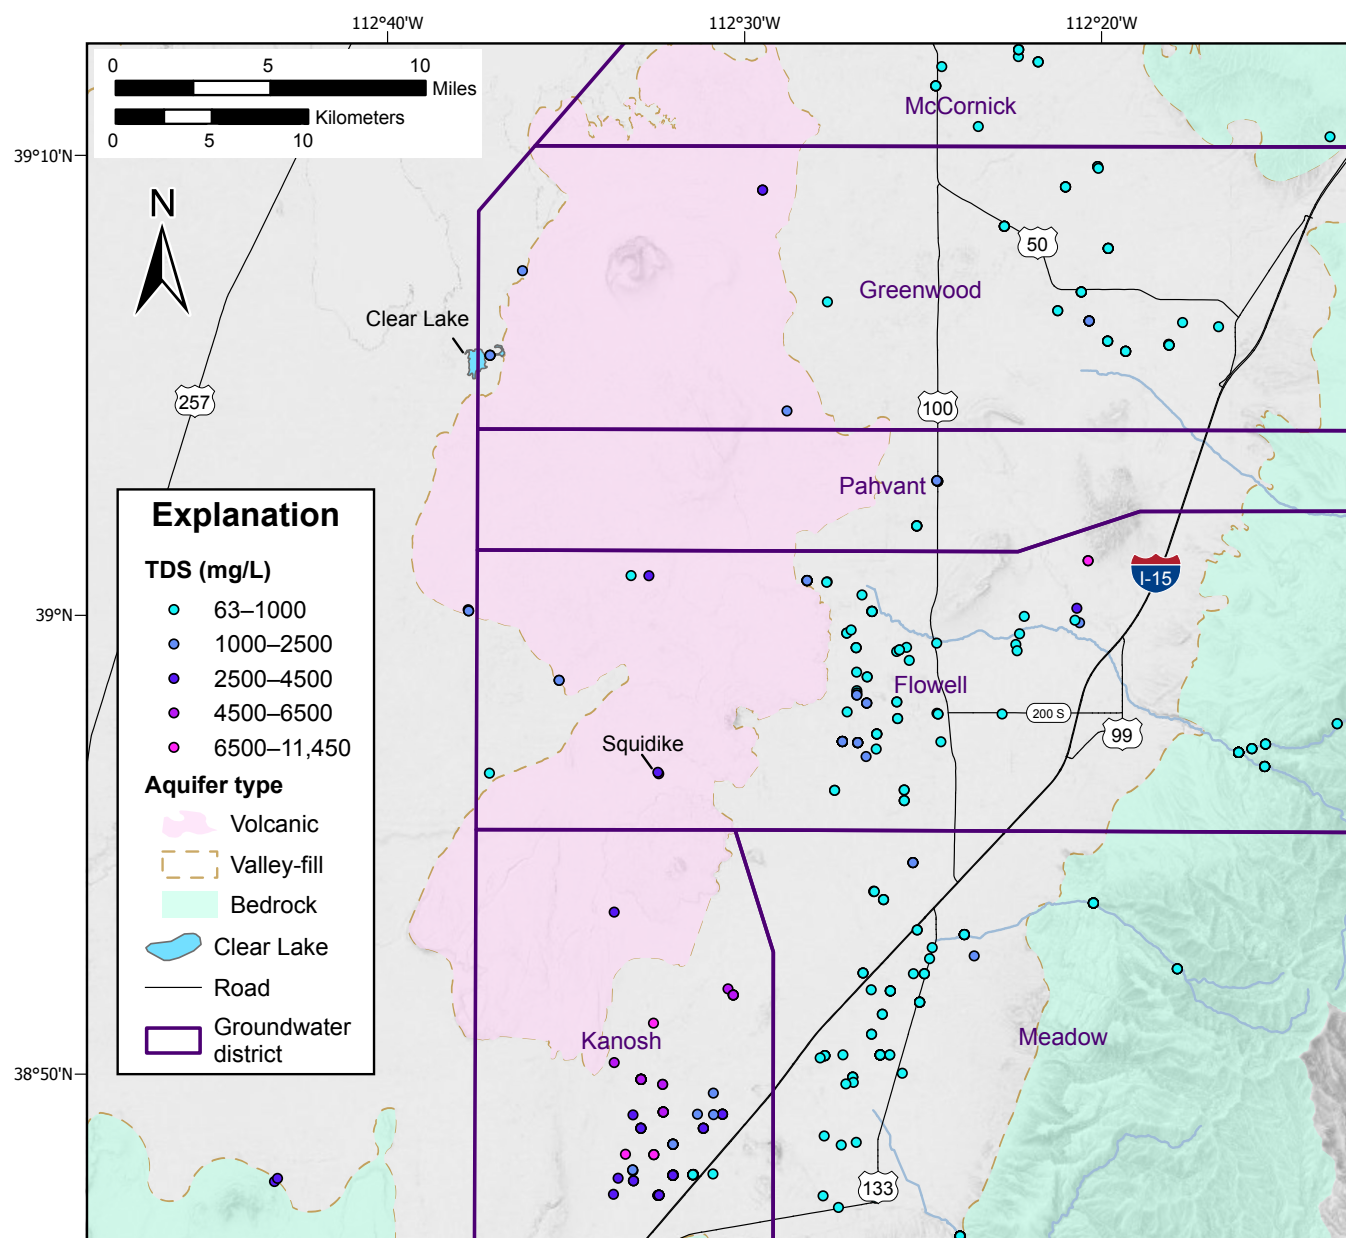 112°40'W
112°30'W
112°20'W
0
5
10
Miles
Kilometers
0
5
10
39°10'N
39°N
38°50'N
N
McCornick
50
Greenwood
Clear Lake
257
100
Pahvant
I-15
Flowell
200 S
99
Squidike
Kanosh
Meadow
133
Explanation
TDS (mg/L)
63–1000
1000–2500
2500–4500
4500–6500
6500–11,450
Aquifer type
Volcanic
Valley-fill
Bedrock
Clear Lake
Road
Groundwater
district